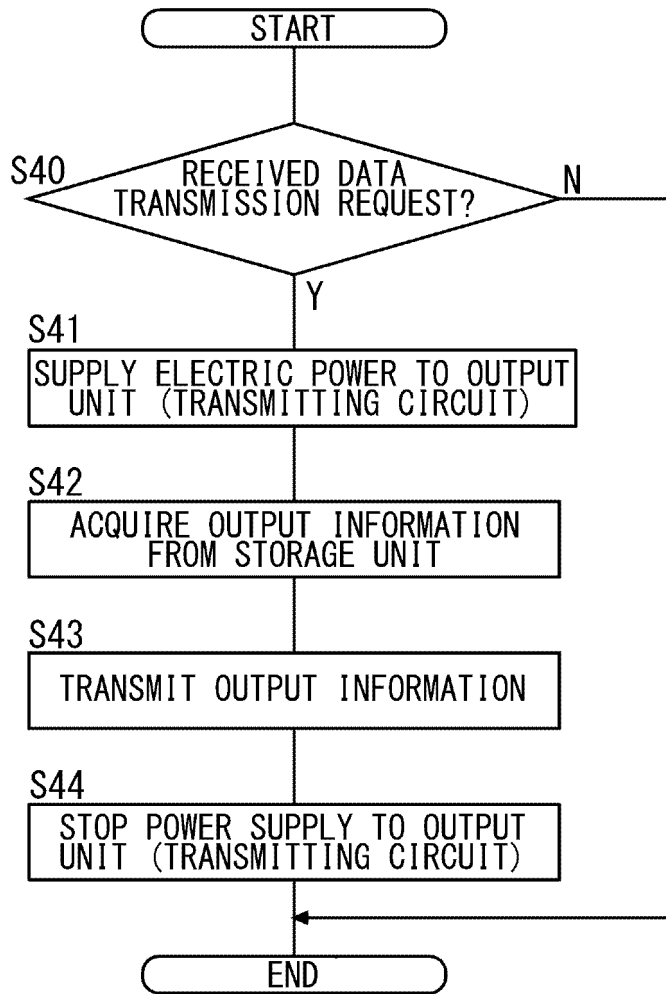 START
S40
RECEIVED DATA
TRANSMISSION REQUEST?
N
Y
S41
SUPPLY ELECTRIC POWER TO OUTPUT
UNIT (TRANSMITTING CIRCUIT)
S42
ACQUIRE OUTPUT INFORMATION
FROM STORAGE UNIT
S43
TRANSMIT OUTPUT INFORMATION
S44
STOP POWER SUPPLY TO OUTPUT
UNIT (TRANSMITTING CIRCUIT)
END